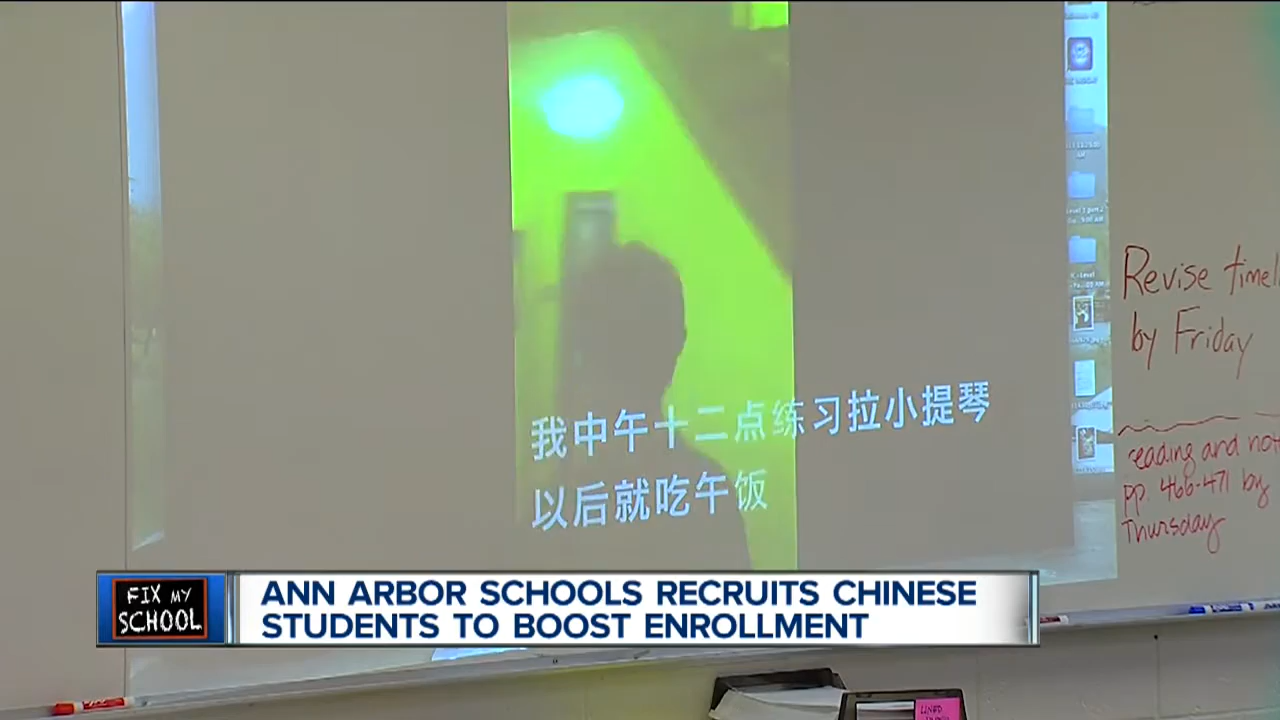 Revise
by Friday
我中午十二点练习拉小提琴
以后就吃午饭
reading and
pp. 466-471 by
Thursday
FIX MY
SCHOOL
ANN ARBOR SCHOOLS RECRUITS CHINESE
STUDENTS TO BOOST ENROLLMENT
LINED